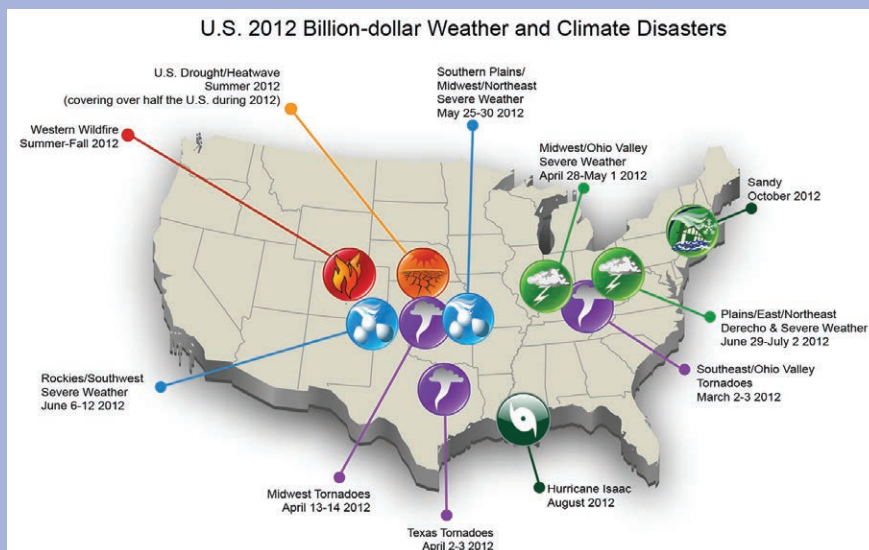 U.S. 2012 Billion-dollar Weather and Climate Disasters
U.S. Drought/Heatwave
Summer 2012
(covering over half the U.S. during 2012)
Southern Plains/
Midwest/Northeast
Severe Weather
May 25-30 2012
Western Wildfire
Summer-Fall 2012
Midwest/Ohio Valley
Severe Weather
April 28-May 1 2012
Sandy
October 2012
Plains/East/Northeast
Derecho & Severe Weather
June 29-July 2 2012
Southeast/Ohio Valley
Tornadoes
March 2-3 2012
Rockies/Southwest
Severe Weather
June 6-12 2012
Midwest Tornadoes
April 13-14 2012
Hurricane Isaac
August 2012
Texas Tornadoes
April 2-3 2012